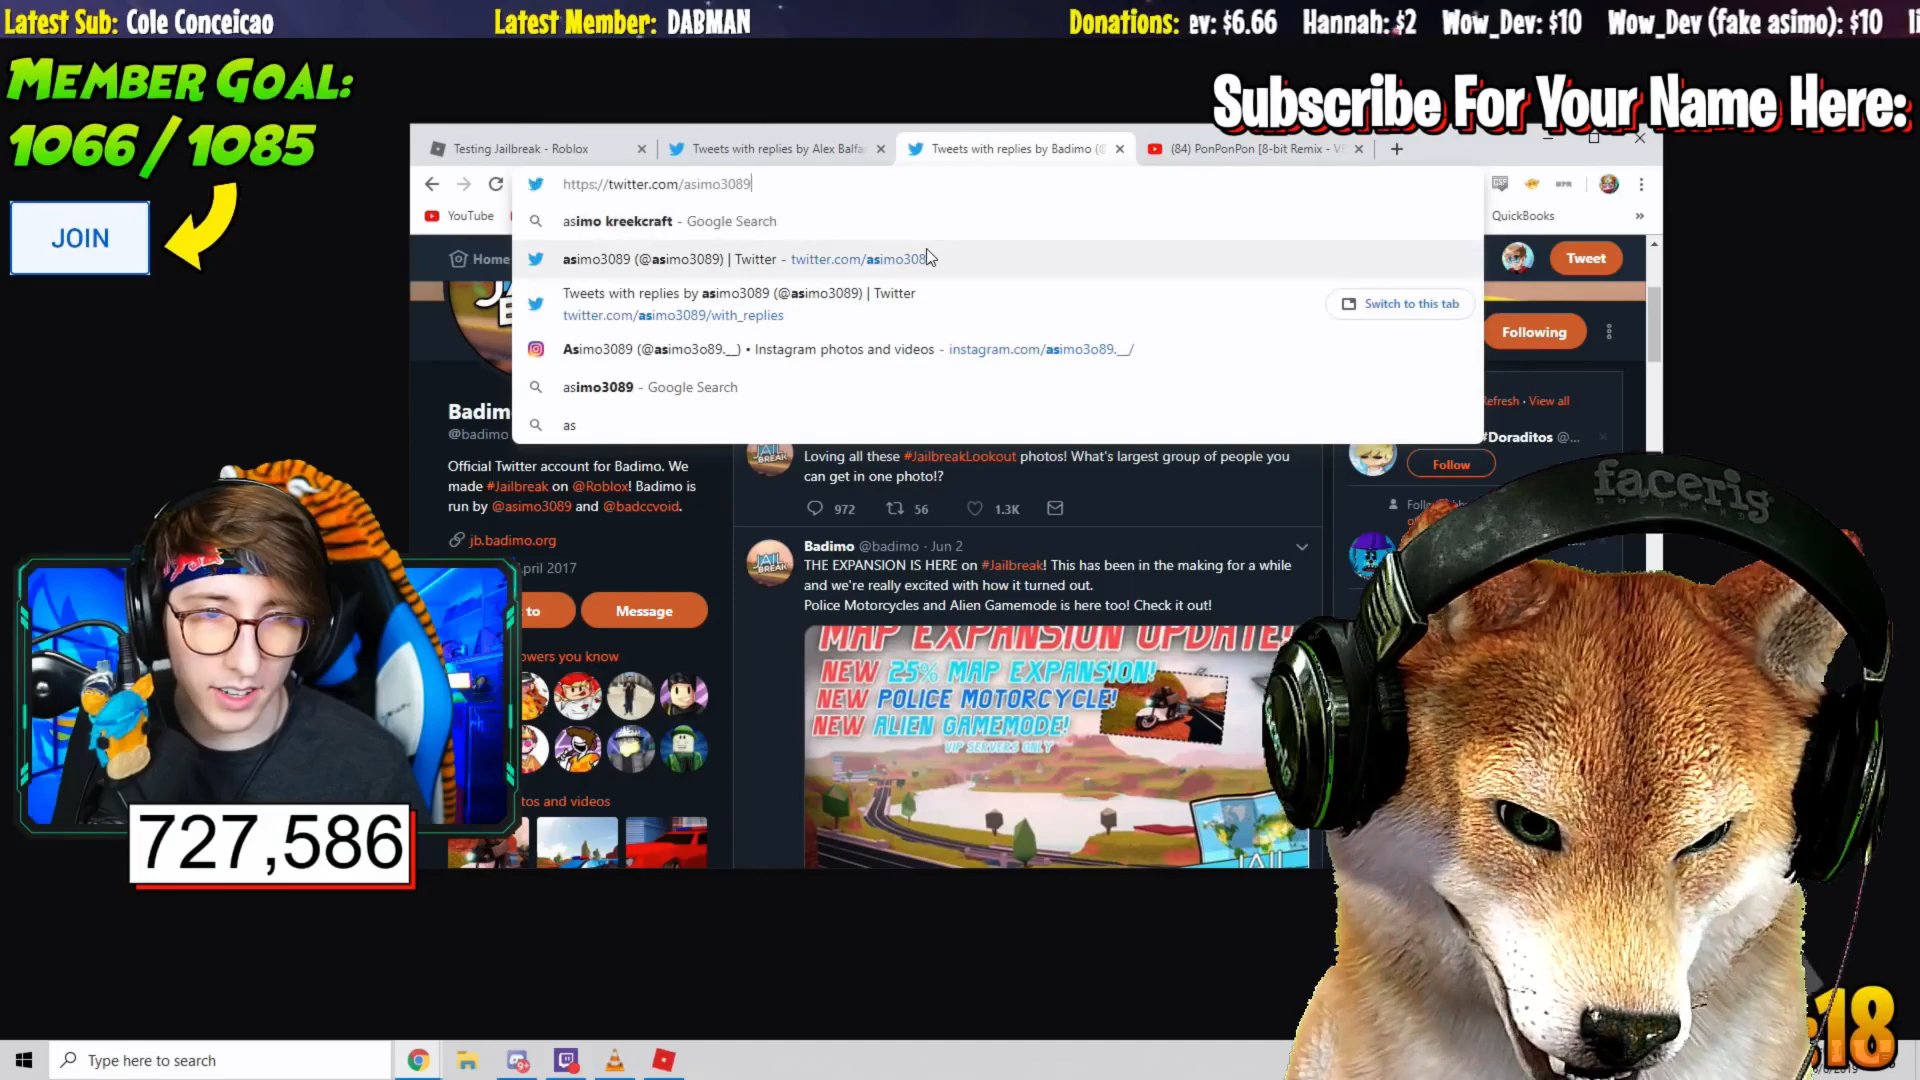 Latest Sub: Cole Conceicao
Latest Member: DABMAN
Donations: ev: $6.66 Hannah: $2 Wow_Dev: $10 Wow_Dev (fake asimo): $10
MEMBER GOAL:
1066 / 1085
JOIN
Subscribe For Your Name Here:
Testing Jailbreak - Roblox
Tweets with replies by Alex Balfa
Tweets with replies by Badimo (@
(84) PonPonPon [8-bit Remix - V
https://twitter.com/asimo3089
YouTube
QuickBooks
asimo kreekcraft - Google Search
asimo3089 (@asimo3089) | Twitter - twitter.com/asimo308
Tweets with replies by asimo3089 (@asimo3089) | Twitter
twitter.com/asimo3089/with_replies
Switch to this tab
Asimo3089 (@asimo3o89.__) • Instagram photos and videos - instagram.com/asimo3o89.__/
asimo3089 - Google Search
as
Home
Tweet
Following
Refresh · View all
#Doraditos @...
Follow
Badim
@badimo
Official Twitter account for Badimo. We
made #Jailbreak on @Roblox! Badimo is
run by @asimo3089 and @badccvoid.
jb.badimo.org
April 2017
to
Message
owers you know
tos and videos
Loving all these #JailbreakLookout photos! What's largest group of people you
can get in one photo!?
972 56 1.3K
Badimo @badimo · Jun 2
THE EXPANSION IS HERE on #Jailbreak! This has been in the making for a while
and we're really excited with how it turned out.
Police Motorcycles and Alien Gamemode is here too! Check it out!
MAP EXPANSION UPDATE!
NEW 25% MAP EXPANSION!
NEW POLICE MOTORCYCLE!
NEW ALIEN GAMEMODE!
VIP SERVERS ONLY
JAIL
BREAK
727,586
facerig
:18
Type here to search